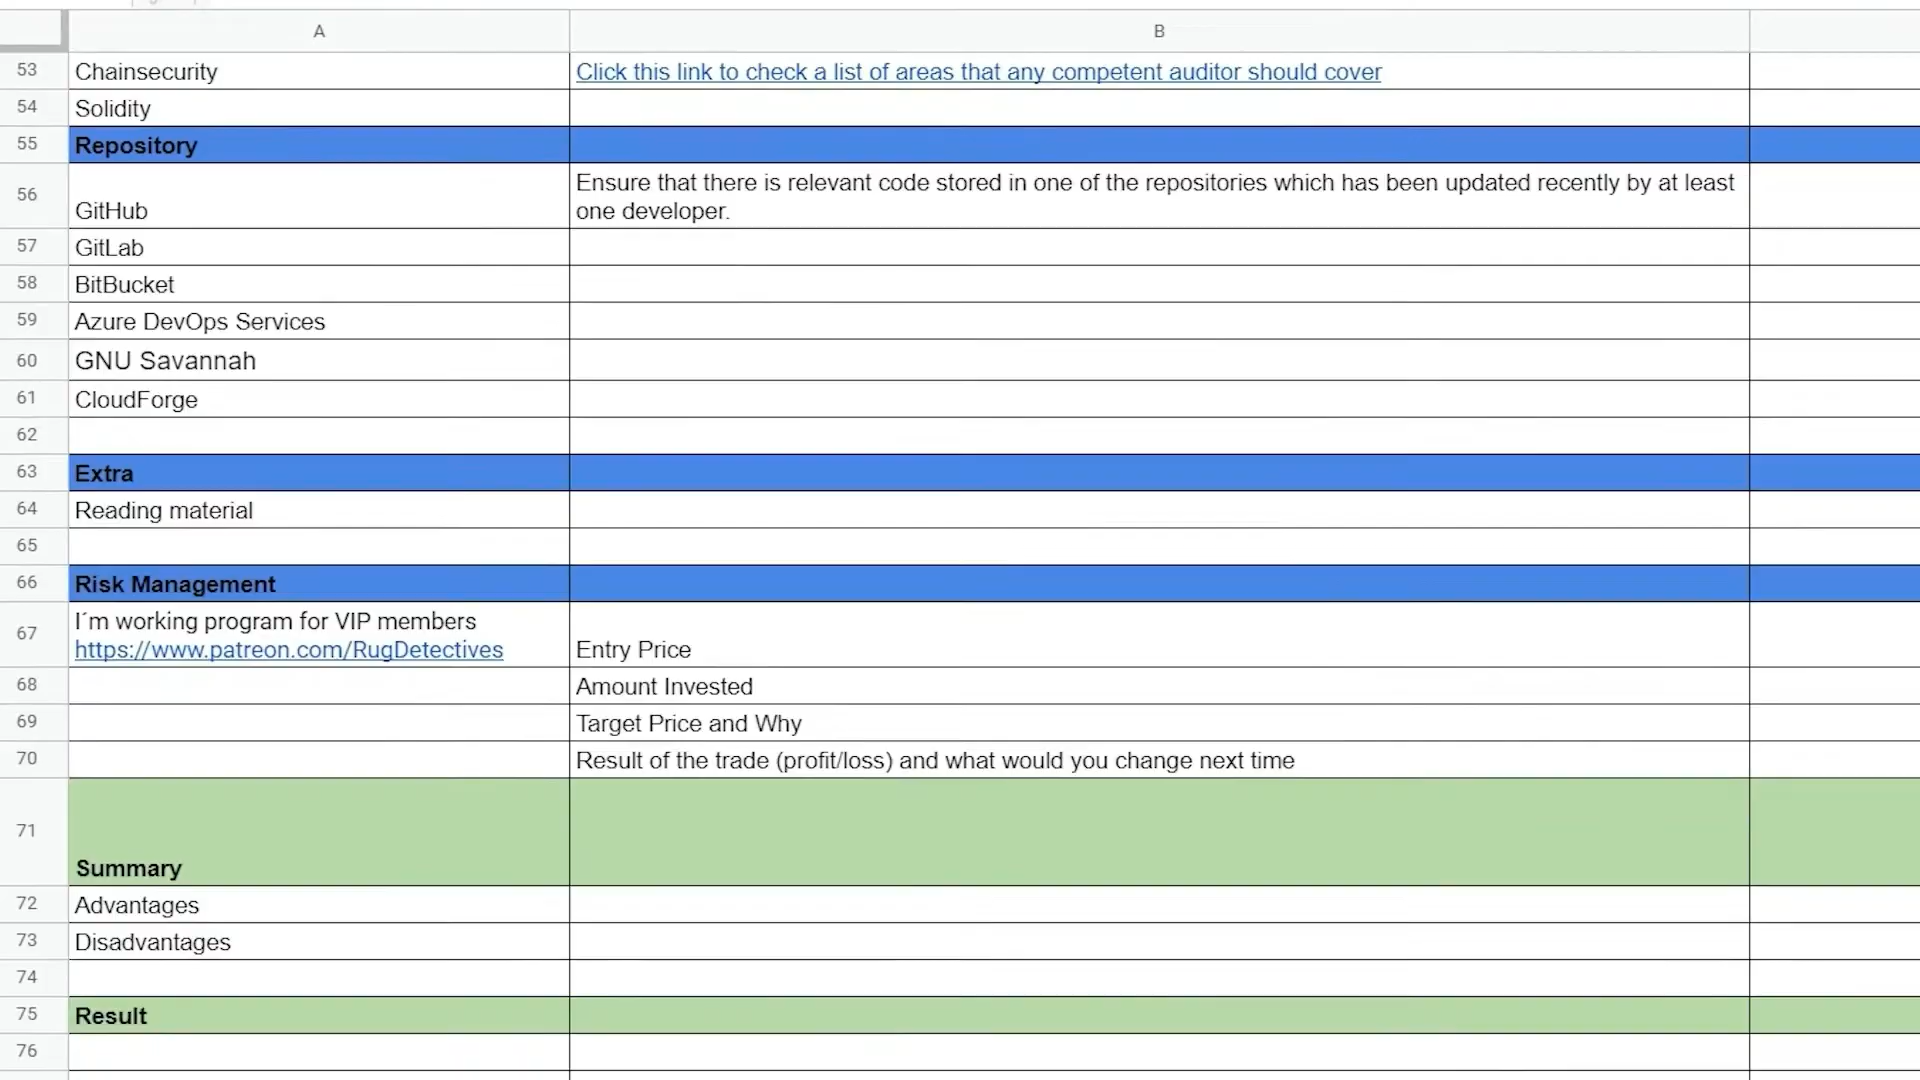 A B
53 Chainsecurity Click this link to check a list of areas that any competent auditor should cover
54 Solidity
55 Repository
56 GitHub Ensure that there is relevant code stored in one of the repositories which has been updated recently by at least
one developer.
57 GitLab
58 BitBucket
59 Azure DevOps Services
60 GNU Savannah
61 CloudForge
62
63 Extra
64 Reading material
65
66 Risk Management
67 I´m working program for VIP members
https://www.patreon.com/RugDetectives Entry Price
68 Amount Invested
69 Target Price and Why
70 Result of the trade (profit/loss) and what would you change next time
71 Summary
72 Advantages
73 Disadvantages
74
75 Result
76